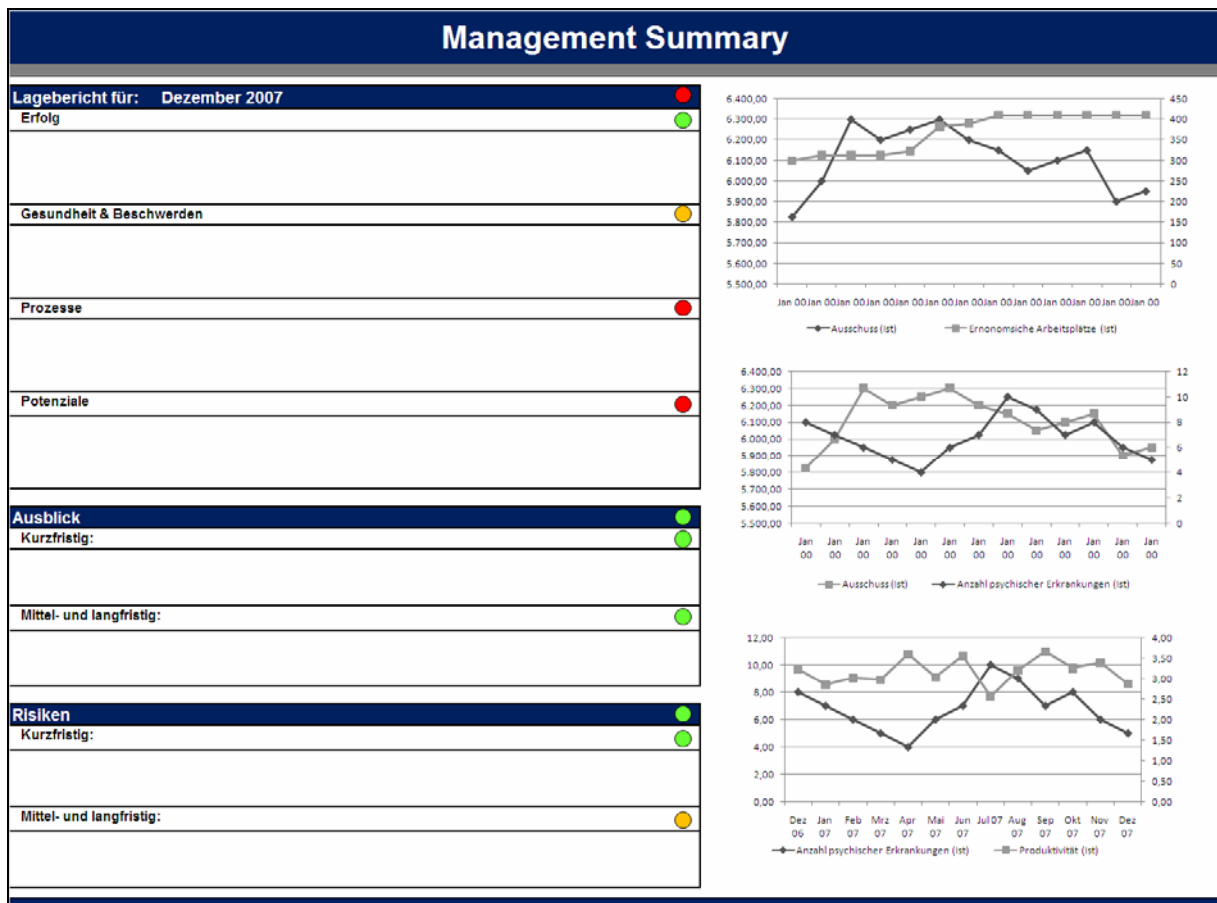 Management Summary
Lagebericht für: Dezember 2007
Erfolg
Gesundheit & Beschwerden
Prozesse
Potenziale
Ausblick
Kurzfristig:
Mittel- und langfristig:
Risiken
Kurzfristig:
Mittel- und langfristig:
6.400,00 450
6.300,00 400
6.200,00 350
6.100,00 300
6.000,00 250
5.900,00 200
5.800,00 150
5.700,00 100
5.600,00 50
5.500,00 0
Jan 00 Jan 00 Jan 00 Jan 00 Jan 00 Jan 00 Jan 00 Jan 00 Jan 00 Jan 00 Jan 00 Jan 00 Jan 00
Ausschuss (Ist) Ernonomsiche Arbeitsplätze (Ist)
6.400,00 12
6.300,00
6.200,00 10
6.100,00 8
6.000,00
5.900,00 6
5.800,00 4
5.700,00
5.600,00 2
5.500,00 0
Jan Jan Jan Jan Jan Jan Jan Jan Jan Jan Jan Jan Jan
00 00 00 00 00 00 00 00 00 00 00 00 00
Ausschuss (Ist) Anzahl psychischer Erkrankungen (Ist)
12,00 4,00
10,00 3,50
3,00
8,00 2,50
6,00 2,00
4,00 1,50
1,00
2,00 0,50
0,00 0,00
Dez Jan Feb Mrz Apr Mai Jun Jul 07 Aug Sep Okt Nov Dez
06 07 07 07 07 07 07 07 07 07 07 07
Anzahl psychischer Erkrankungen (Ist) Produktivität (Ist)